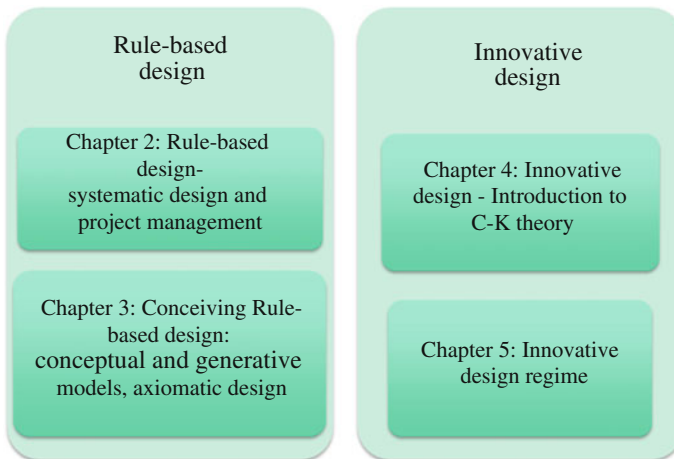 Rule-based
design
Chapter 2: Rule-based
design-
systematic design and
project management
Chapter 3: Conceiving Rule-
based design:
conceptual and generative
models, axiomatic design
Innovative
design
Chapter 4: Innovative
design - Introduction to
C-K theory
Chapter 5: Innovative
design regime